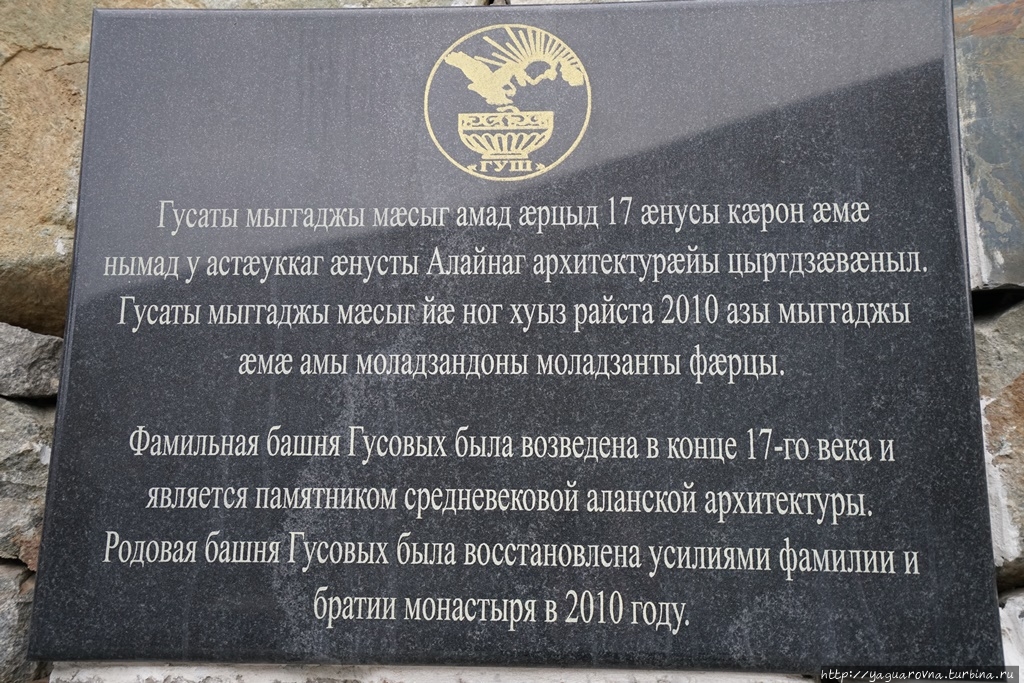 «ГУШ»
Гусаты мыггаджы мæсыг амад æрцыд 17 æнусы кæрон æмæ
нымад у астæуккаг æнусты Алайнаг архитектурæйы цыртдзæвæныл.
Гусаты мыггаджы мæсыг йæ ног хуыз райста 2010 азы мыггаджы
æмæ амы моладзандоны моладзанты фæрцы.
Фамильная башня Гусовых была возведена в конце 17-го века и
является памятником средневековой аланской архитектуры.
Родовая башня Гусовых была восстановлена усилиями фамилии и
братии монастыря в 2010 году.
http://yaguarovna.turbina.ru